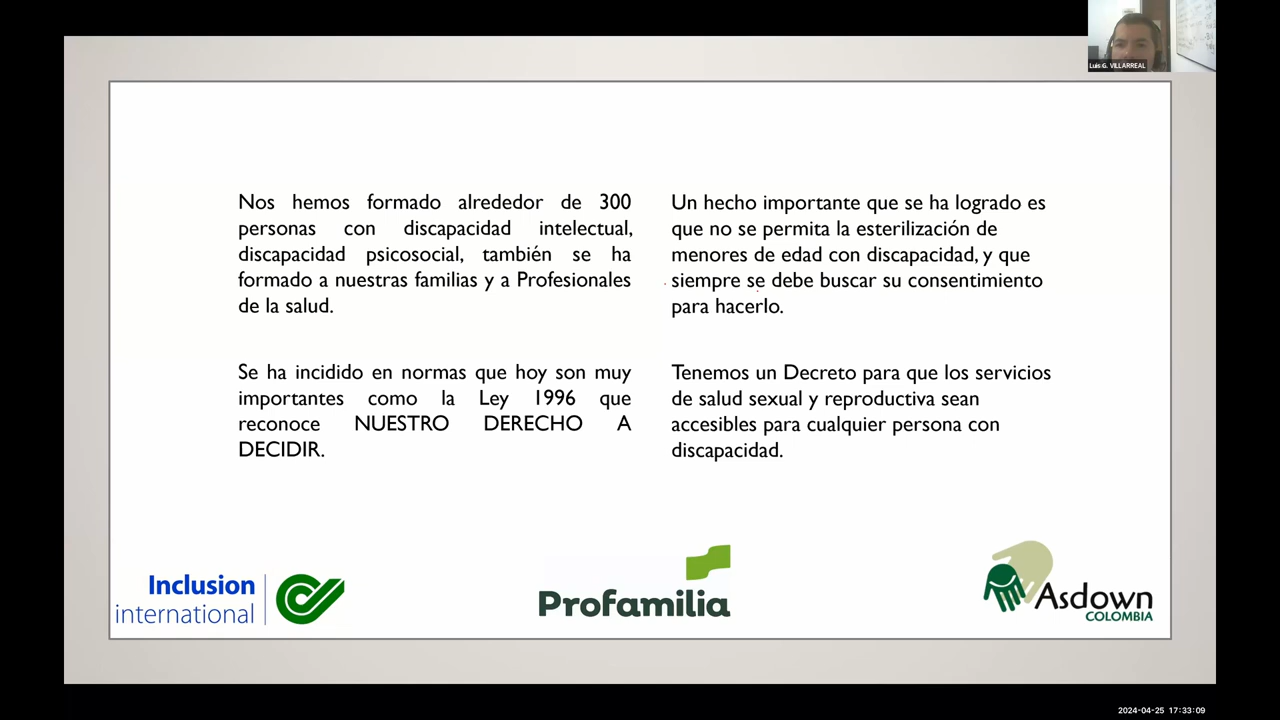 Luis G. VILLARREAL
Nos hemos formado alrededor de 300
personas con discapacidad intelectual,
discapacidad psicosocial, también se ha
formado a nuestras familias y a Profesionales
de la salud.
Se ha incidido en normas que hoy son muy
importantes como la Ley 1996 que
reconoce NUESTRO DERECHO A
DECIDIR.
Un hecho importante que se ha logrado es
que no se permita la esterilización de
menores de edad con discapacidad, y que
siempre se debe buscar su consentimiento
para hacerlo.
Tenemos un Decreto para que los servicios
de salud sexual y reproductiva sean
accesibles para cualquier persona con
discapacidad.
Inclusion
international
Profamilia
Asdown
COLOMBIA
2024-04-25 17:33:09